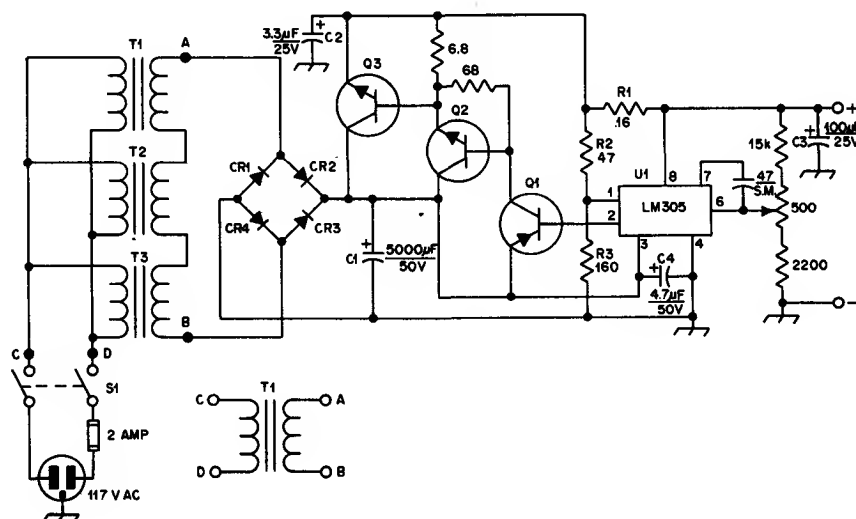 T1
A
T2
T3
B
C
D
S1
2 AMP
117 V AC
CR1
CR2
CR4
CR3
3.3µF
25V
+
C2
Q3
6.8
68
Q2
Q1
+
C1
5000µF
50V
R1
.16
R2
47
R3
160
U1
LM305
1
2
3
4
6
7
8
+
C4
4.7µF
50V
47
S.M.
15k
500
2200
+
C3
100µF
25V
+
−
T1
C
A
D
B